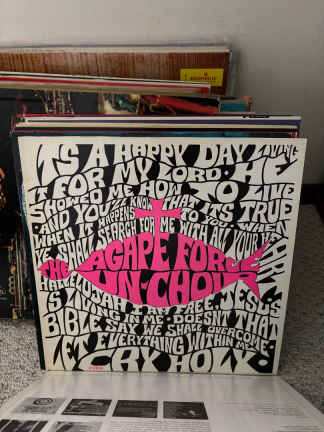 IT'S A HAPPY DAY
IT FOR MY LORD · HE
SHOWED ME HOW TO LIVE
· AND YOU'LL KNOW THAT IT'S TRUE
WHEN IT HAPPENS TO YOU · WHEN
YE SHALL SEARCH FOR ME WITH ALL YOUR HEART
THE AGAPE FORCE
UN-CHOIR
HALLELUJAH I AM FREE · JESUS
IS LIVING IN ME · DOESN'T THAT
BIBLE SAY WE SHALL OVERCOME ·
LET EVERYTHING WITHIN ME
CRY HOLY ·